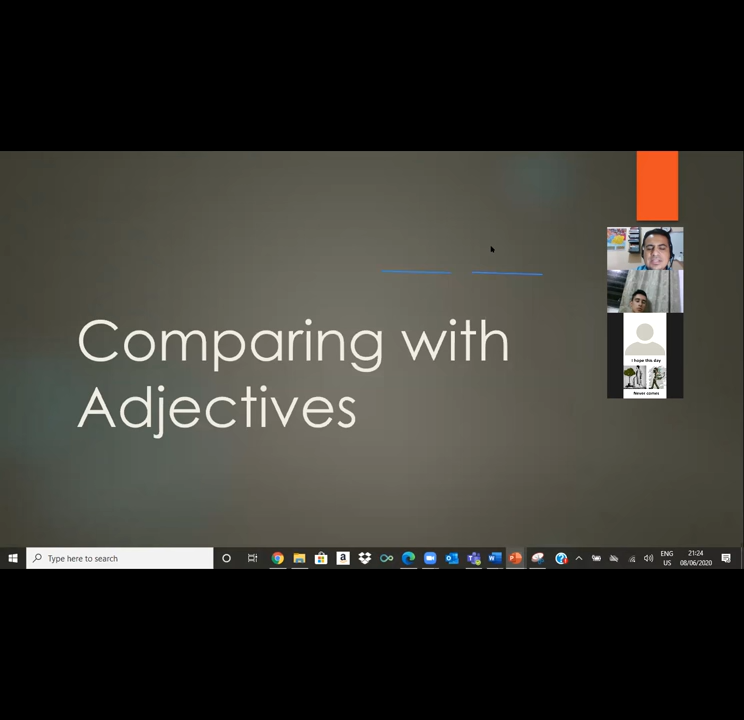 Comparing with
Adjectives
I hope this day
Never comes
Type here to search
ENG
US
21:24
08/06/2020